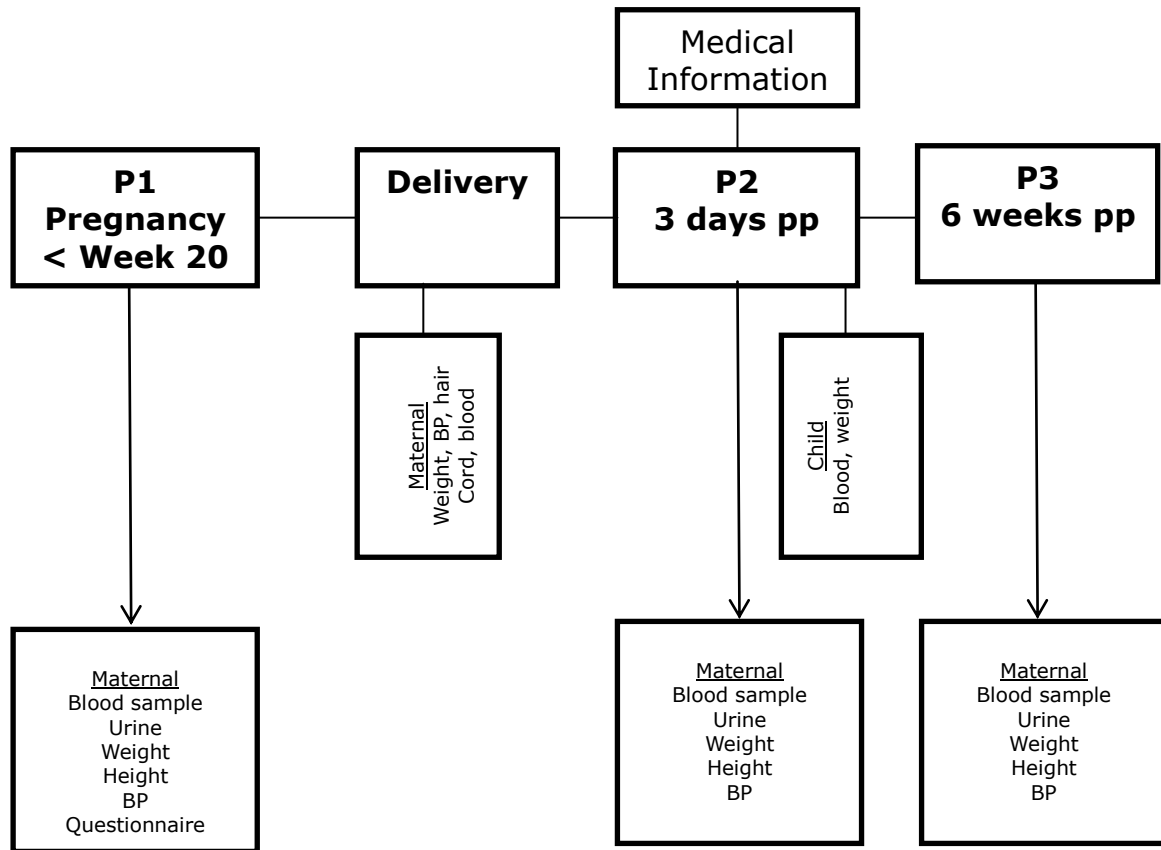 Medical
Information
P1
Pregnancy
< Week 20
Delivery
P2
3 days pp
P3
6 weeks pp
Maternal
Weight, BP, hair
Cord, blood
Child
Blood, weight
Maternal
Blood sample
Urine
Weight
Height
BP
Questionnaire
Maternal
Blood sample
Urine
Weight
Height
BP
Maternal
Blood sample
Urine
Weight
Height
BP